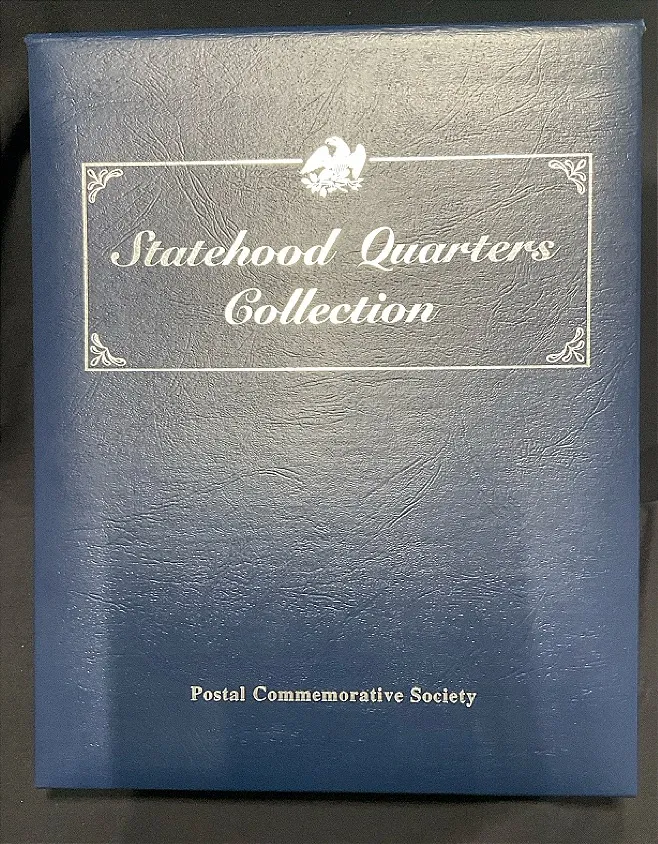 Statehood Quarters
Collection
Postal Commemorative Society